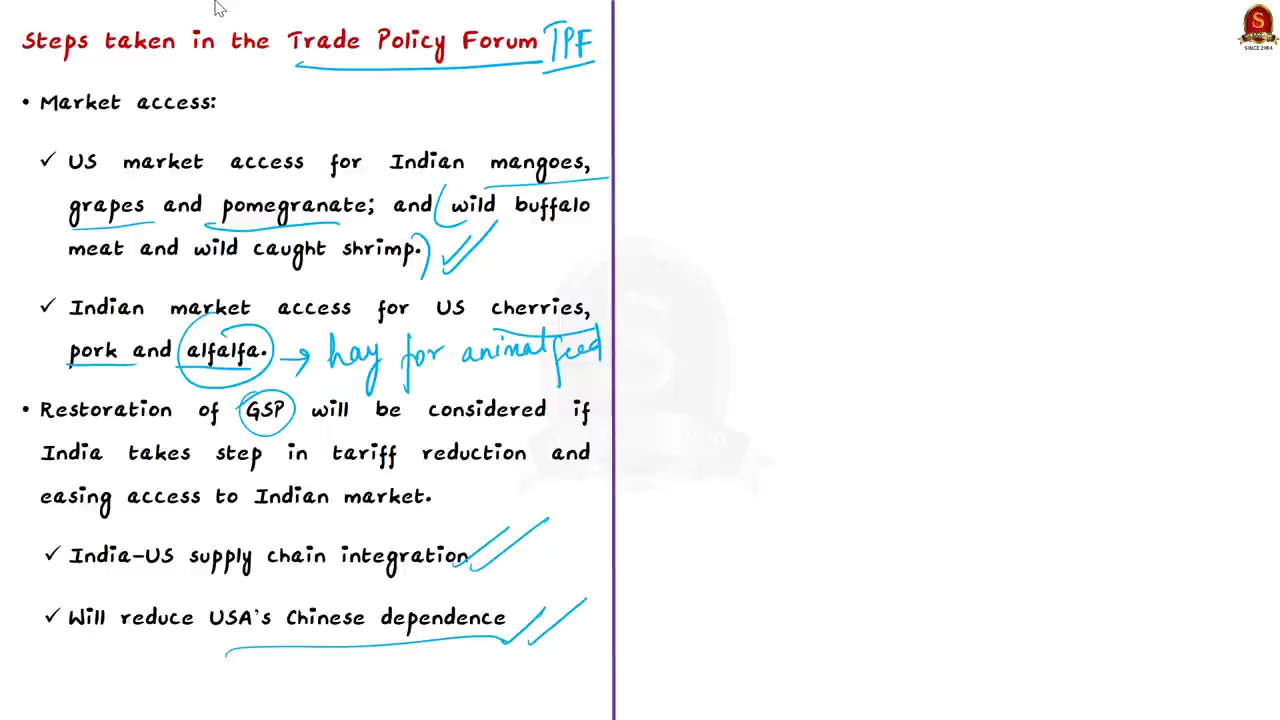 Steps taken in the Trade Policy Forum TPF
• Market access:
✓ US market access for Indian mangoes,
grapes and pomegranate; and (wild buffalo
meat and wild caught shrimp.)
✓ Indian market access for US cherries,
pork and alfalfa. → hay for animal feed
• Restoration of GSP will be considered if
India takes step in tariff reduction and
easing access to Indian market.
✓ India-US supply chain integration
✓ Will reduce USA's Chinese dependence
S
SINCE 2004